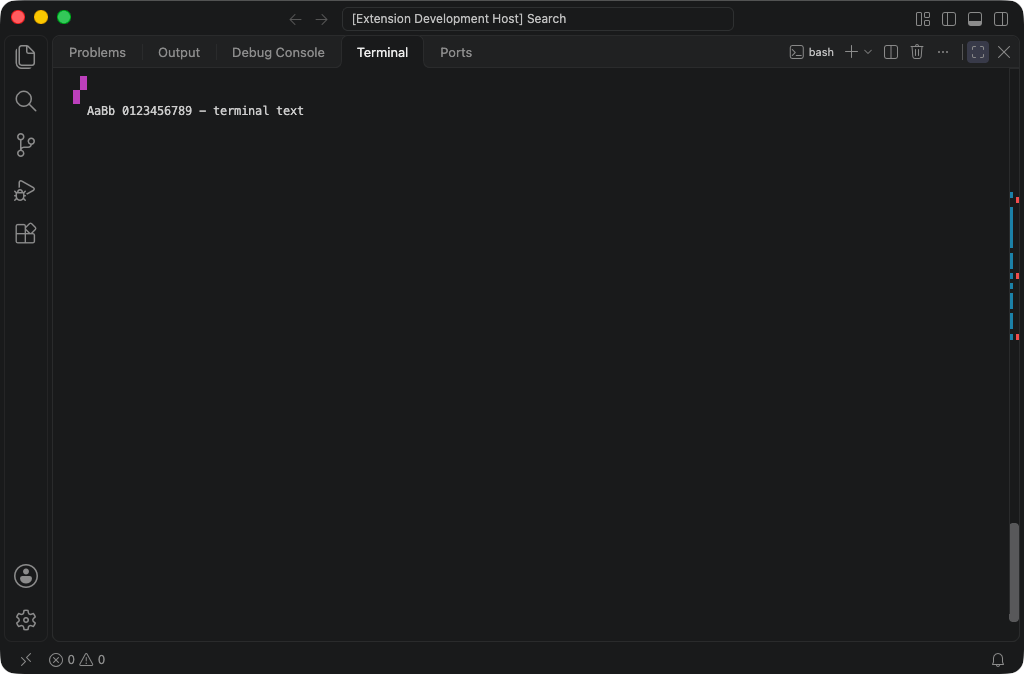 [Extension Development Host] Search
Problems Output Debug Console Terminal Ports bash
AaBb 0123456789 – terminal text
0 0